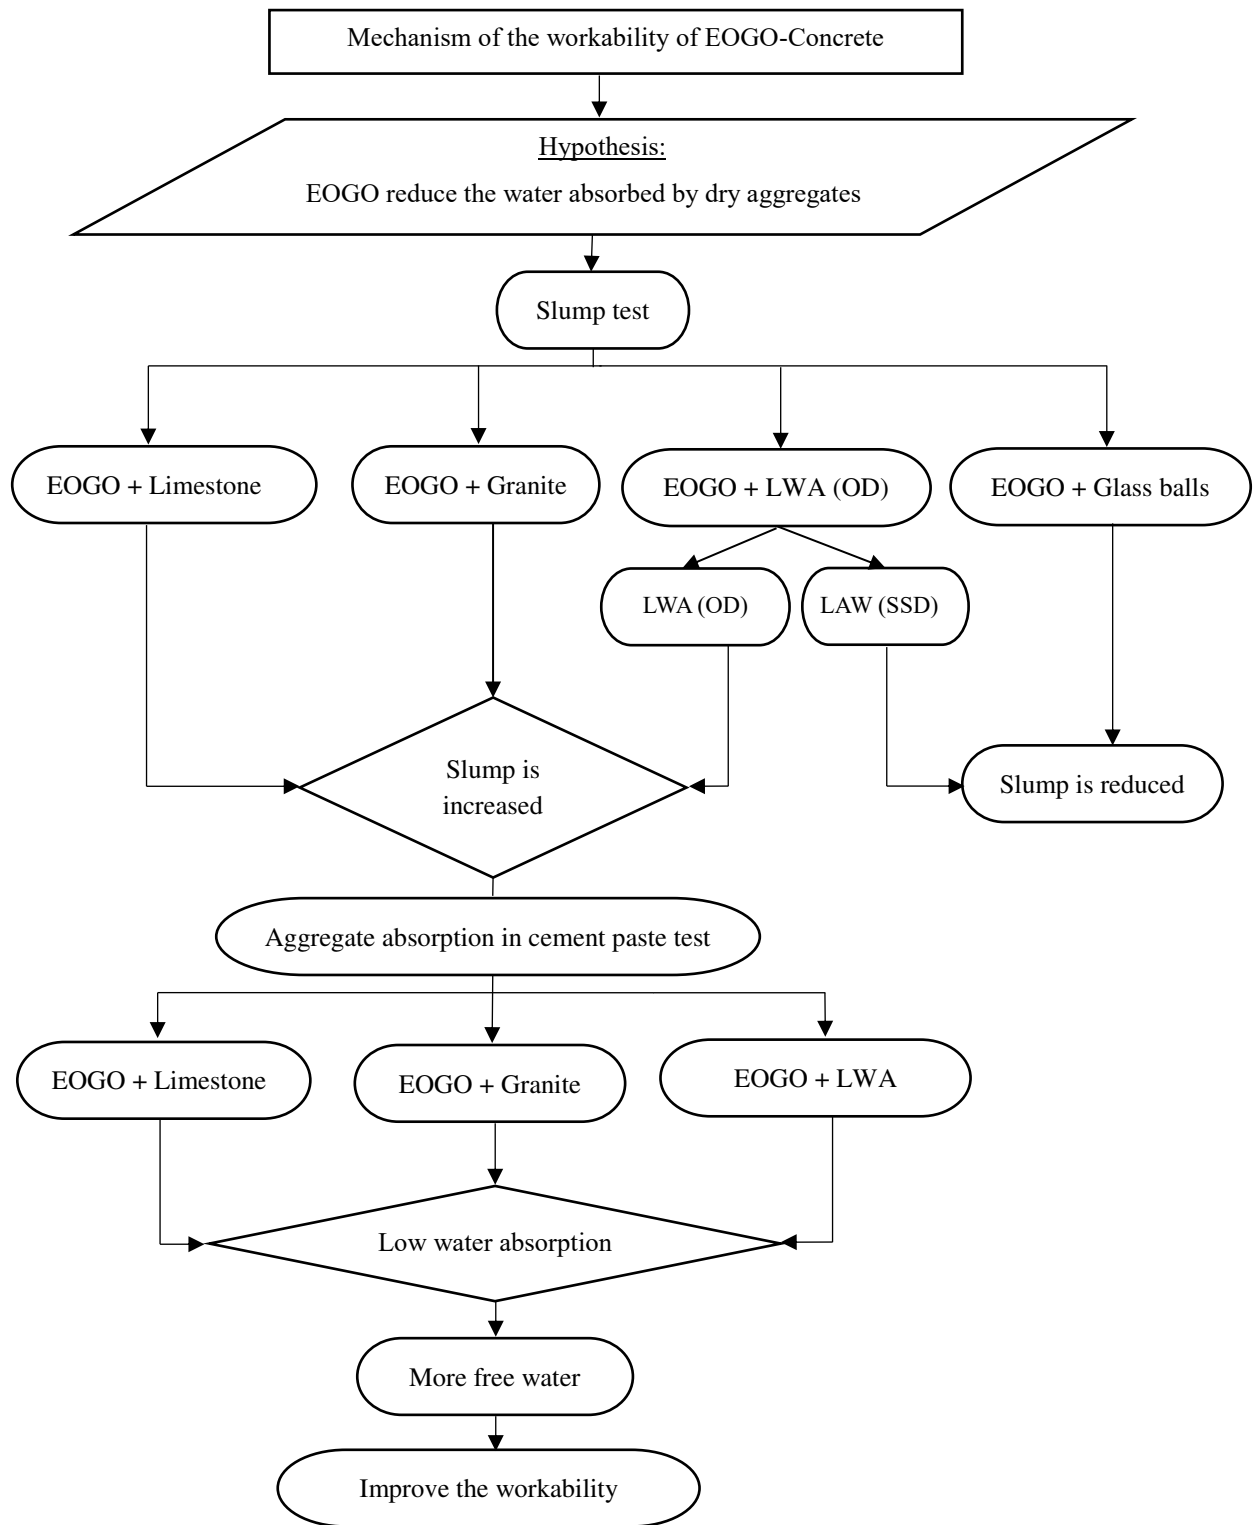 Mechanism of the workability of EOGO-Concrete
Hypothesis:
EOGO reduce the water absorbed by dry aggregates
Slump test
EOGO + Limestone
EOGO + Granite
EOGO + LWA (OD)
EOGO + Glass balls
LWA (OD)
LAW (SSD)
Slump is
increased
Slump is reduced
Aggregate absorption in cement paste test
EOGO + Limestone
EOGO + Granite
EOGO + LWA
Low water absorption
More free water
Improve the workability